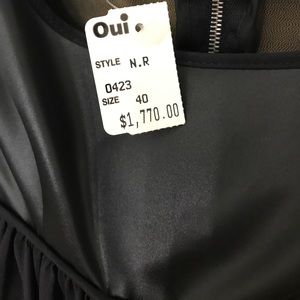 Oui.
STYLE N.R
0423
SIZE 40
$1,770.00